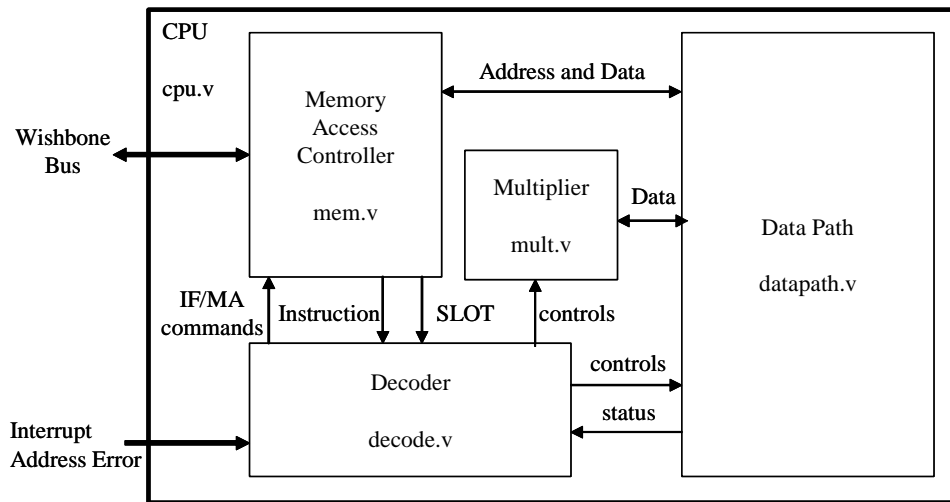 CPU
cpu.v
Memory
Access
Controller
mem.v
Address and Data
Wishbone
Bus
Multiplier
mult.v
Data
Data Path
datapath.v
IF/MA
commands
Instruction
SLOT
controls
Decoder
decode.v
controls
status
Interrupt
Address Error